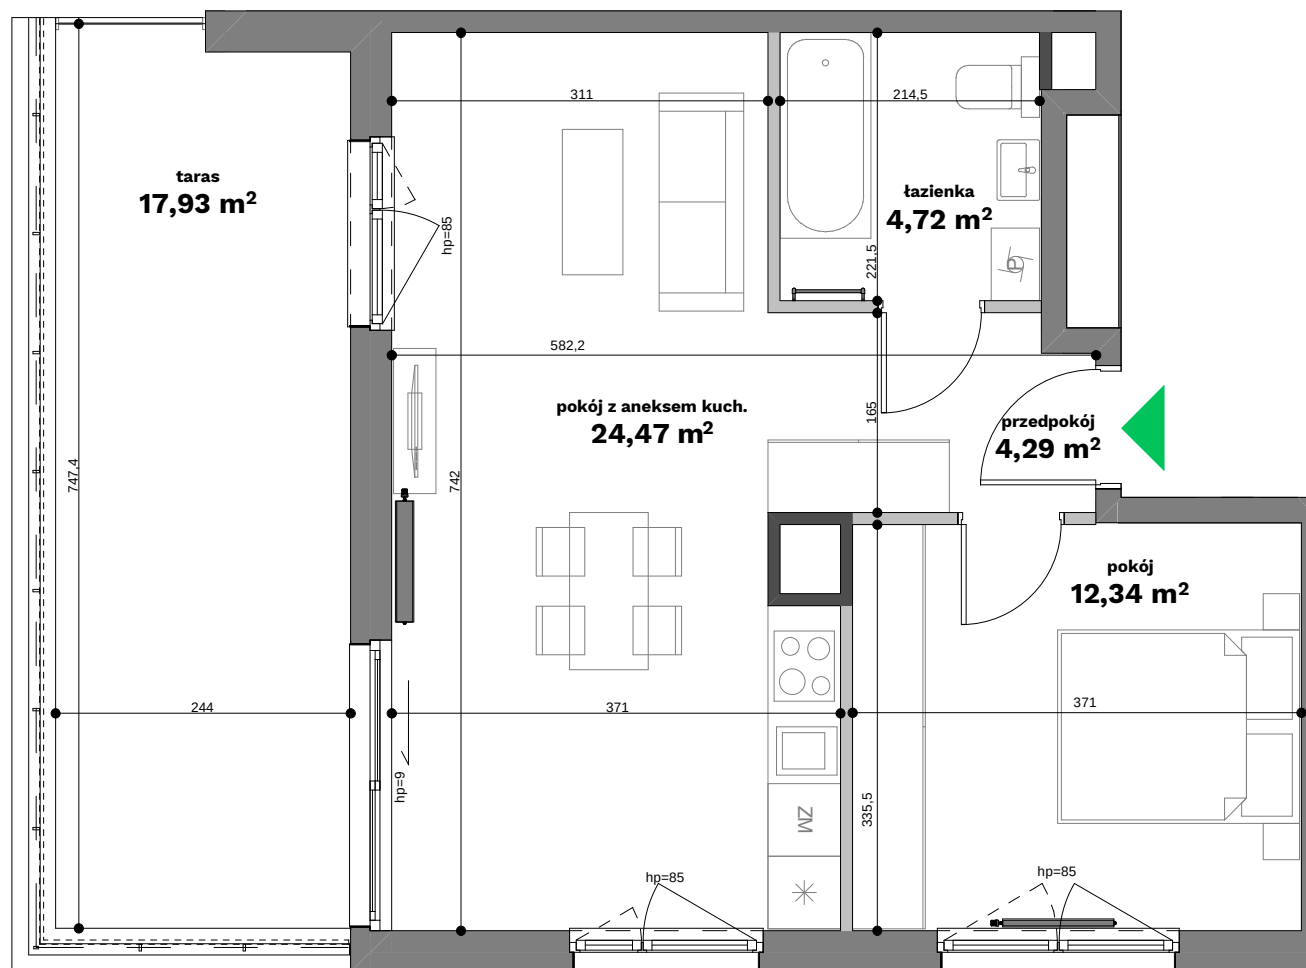 311
214,5
taras
17,93 m²
łazienka
4,72 m²
hp=85
221,5
582,2
pokój z aneksem kuch.
24,47 m²
165
przedpokój
4,29 m²
747,4
742
pokój
12,34 m²
244
371
371
hp=9
335,5
ZM
hp=85
hp=85